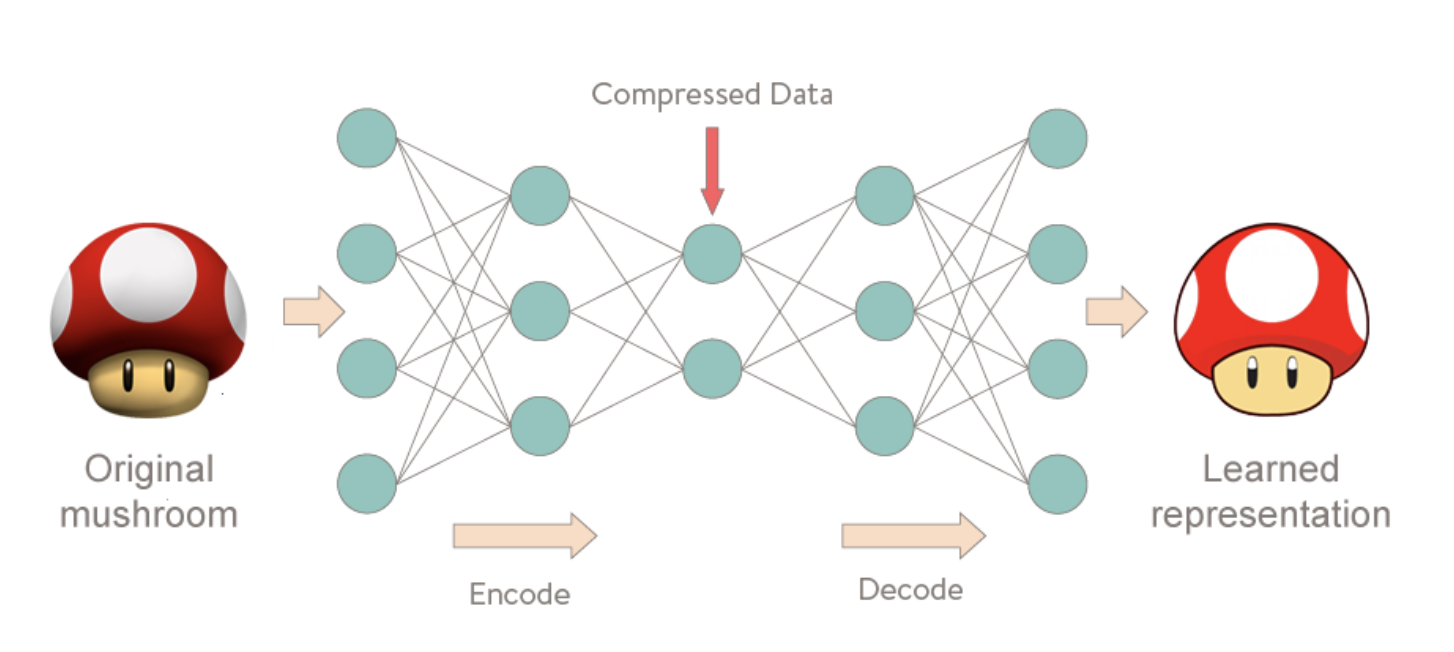 Compressed Data
Original
mushroom
Learned
representation
Encode
Decode